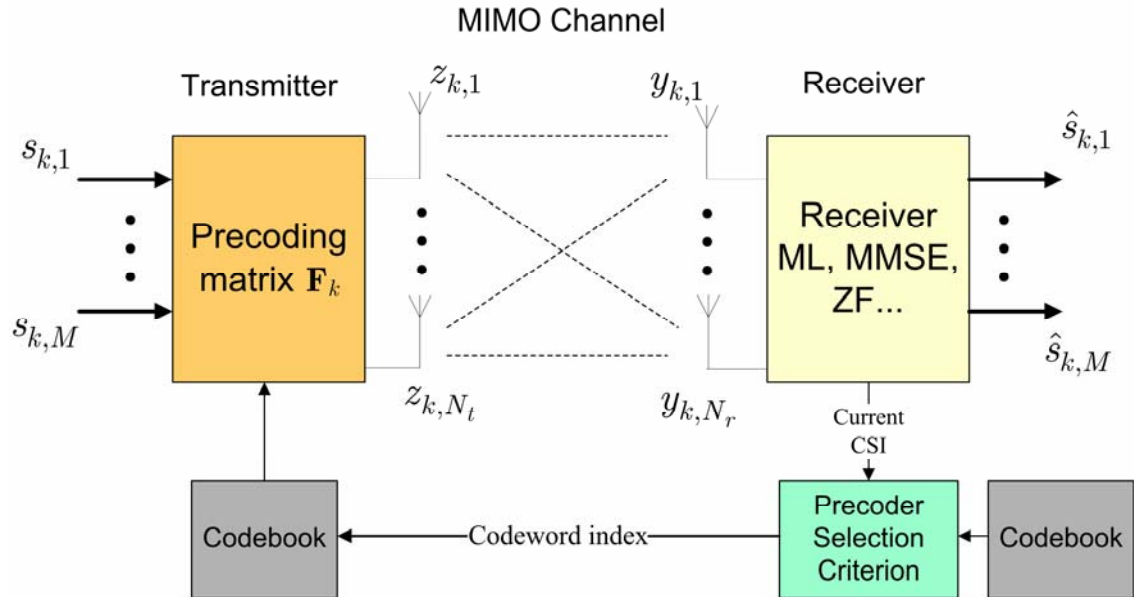 MIMO Channel
Transmitter
Receiver
z_{k,1}
y_{k,1}
s_{k,1}
ŝ_{k,1}
Precoding
matrix F_k
Receiver
ML, MMSE,
ZF...
s_{k,M}
ŝ_{k,M}
z_{k,N_t}
y_{k,N_r}
Current
CSI
Codebook
Codeword index
Precoder
Selection
Criterion
Codebook